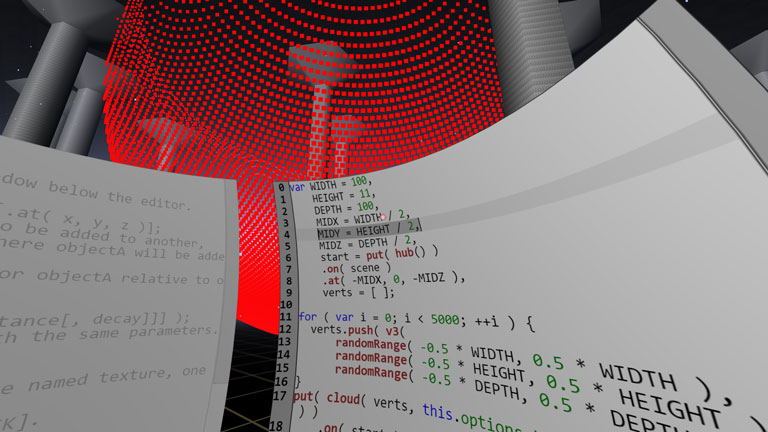 dow below the editor.
.at( x, y, z )];
o be added to another,
here objectA will be adde
or objectA relative to o
tance[, decay]]] );
th the same parameters.
e named texture, one
CK].
0 var WIDTH = 100,
1 HEIGHT = 11,
2 DEPTH = 100,
3 MIDX = WIDTH / 2,
4 MIDY = HEIGHT / 2,
5 MIDZ = DEPTH / 2,
6 start = put( hub() )
7 .on( scene )
8 .at( -MIDX, 0, -MIDZ ),
9 verts = [ ];
10
11 for ( var i = 0; i < 5000; ++i ) {
12 verts.push( v3(
13 randomRange( -0.5 * WIDTH, 0.5 * WIDTH ),
14 randomRange( -0.5 * HEIGHT, 0.5 * HEIGHT
15 randomRange( -0.5 * DEPTH, 0.5 * DEPTH
16 }
17 put( cloud( verts, this.options
) )
18 .on( start